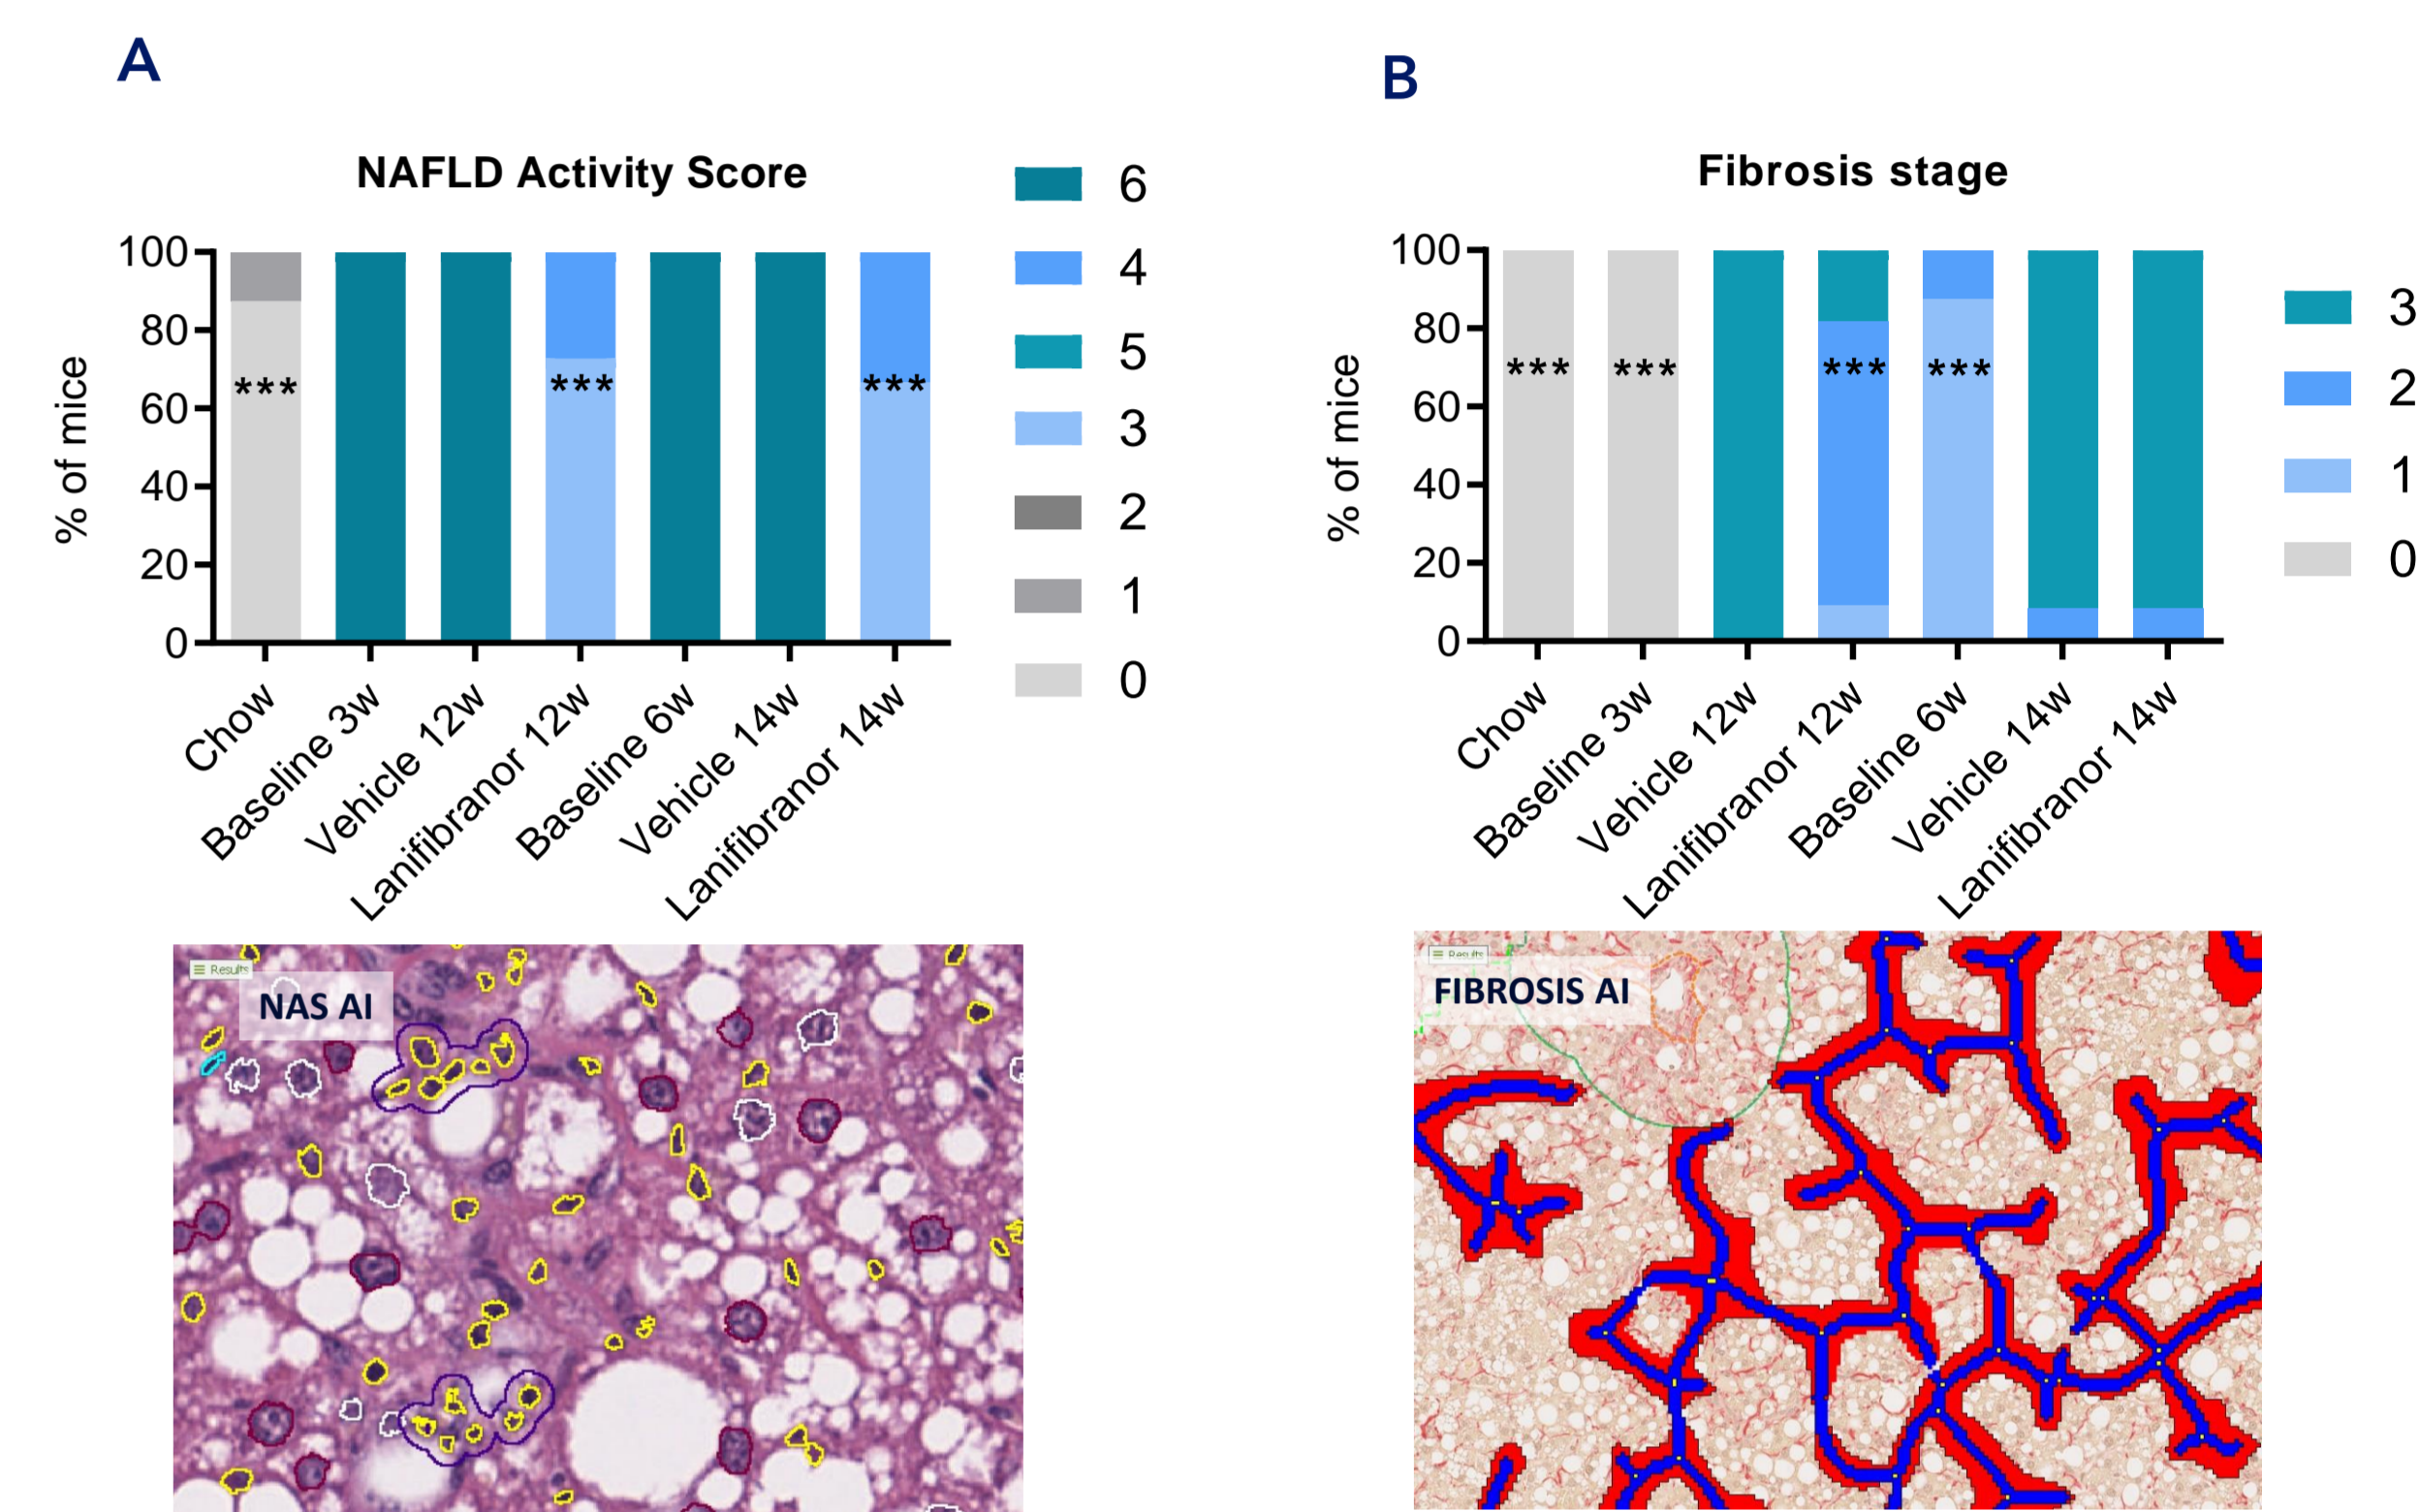 A
NAFLD Activity Score
% of mice
100
80
60
40
20
0
***
***
***
Chow
Baseline 3w
Vehicle 12w
Lanifibranor 12w
Baseline 6w
Vehicle 14w
Lanifibranor 14w
6
4
5
3
2
1
0
Results
NAS AI
B
Fibrosis stage
% of mice
100
80
60
40
20
0
***
***
***
***
Chow
Baseline 3w
Vehicle 12w
Lanifibranor 12w
Baseline 6w
Vehicle 14w
Lanifibranor 14w
3
2
1
0
Results
FIBROSIS AI